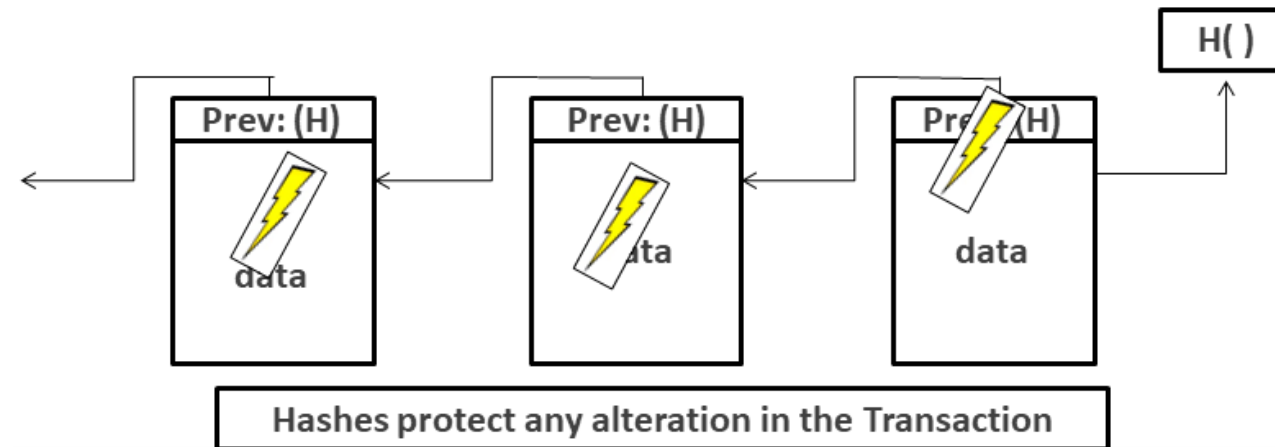 H( )
Prev: (H)
Prev: (H)
Pre (H)
data
ata
data
Hashes protect any alteration in the Transaction